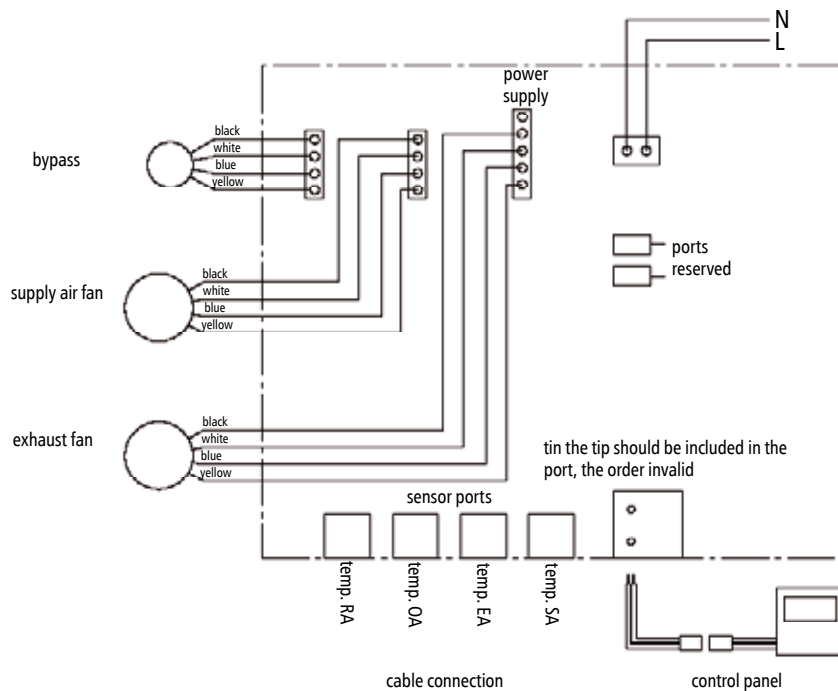 N
L
power
supply
bypass
black
white
blue
yellow
ports
reserved
supply air fan
black
white
blue
yellow
exhaust fan
black
white
blue
yellow
tin the tip should be included in the
port, the order invalid
sensor ports
temp. RA
temp. OA
temp. EA
temp. SA
cable connection
control panel